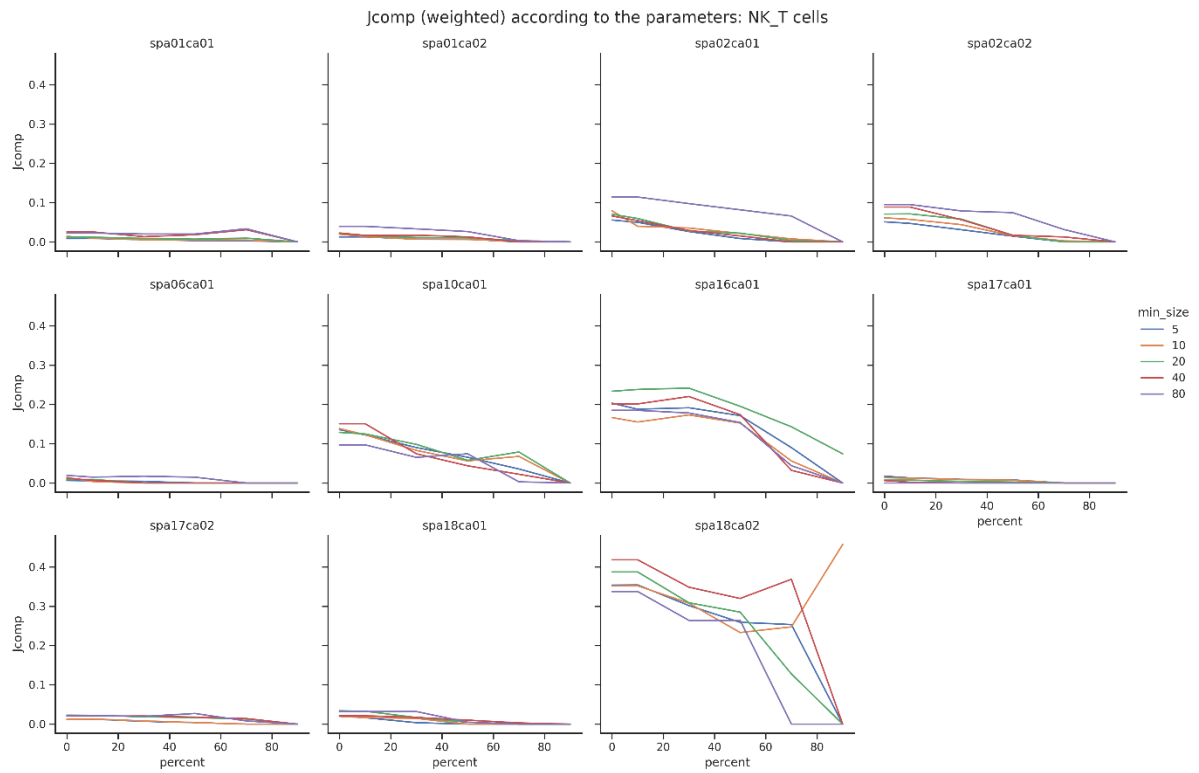 Jcomp (weighted) according to the parameters: NK_T cells
spa01ca01
spa01ca02
spa02ca01
spa02ca02
0.4
0.3
0.2
0.1
0.0
Jcomp
spa06ca01
spa10ca01
spa16ca01
spa17ca01
0.4
0.3
0.2
0.1
0.0
Jcomp
min_size
5
10
20
40
80
0 20 40 60 80
percent
spa17ca02
spa18ca01
spa18ca02
0.4
0.3
0.2
0.1
0.0
Jcomp
0 20 40 60 80
0 20 40 60 80
0 20 40 60 80
percent
percent
percent